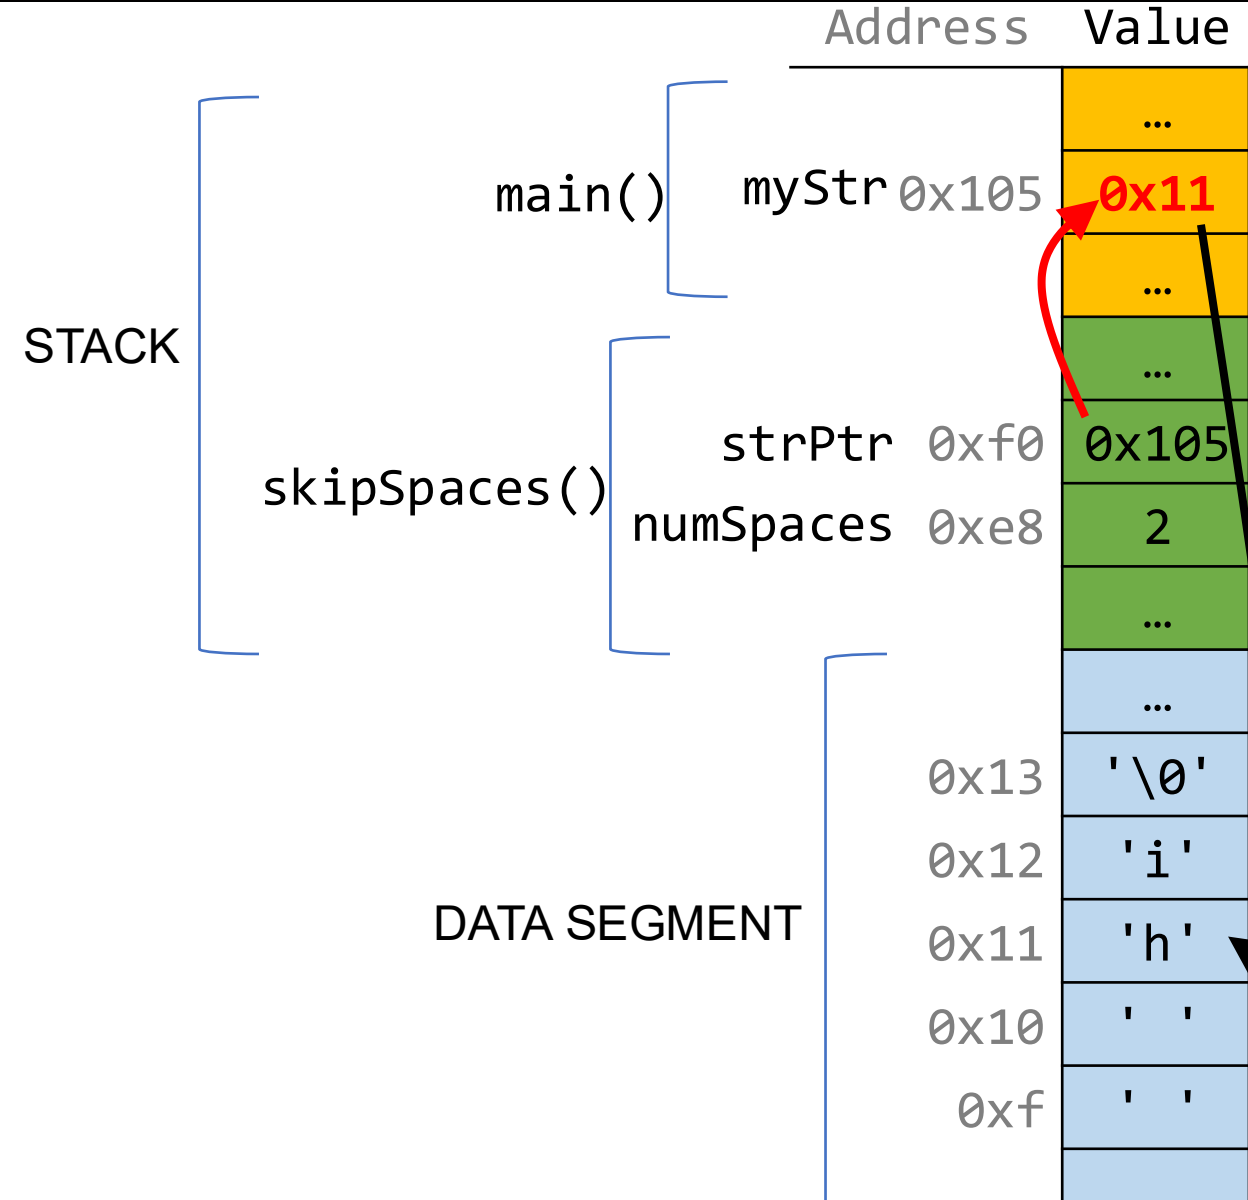 Address Value
…
main() myStr 0x105 0x11
…
STACK
…
strPtr 0xf0 0x105
skipSpaces()
numSpaces 0xe8 2
…
…
0x13 '\0'
0x12 'i'
DATA SEGMENT
0x11 'h'
0x10 ' '
0xf ' '